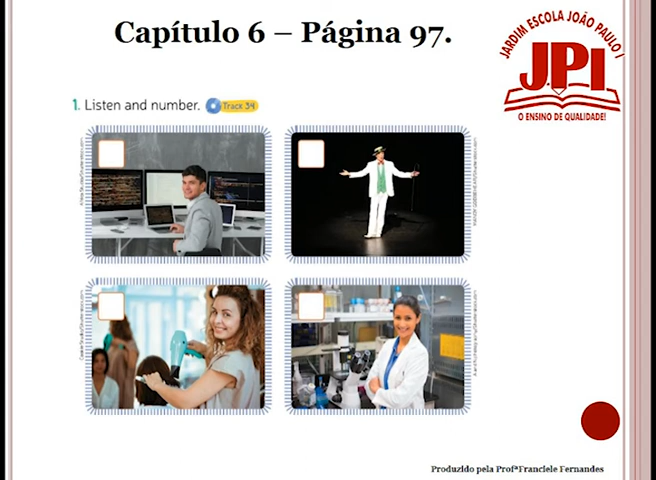 Capítulo 6 – Página 97.
JARDIM ESCOLA JOÃO PAULO I
JPI
O ENSINO DE QUALIDADE!
1. Listen and number. Track 34
Produzido pela Profª Franciele Fernandes